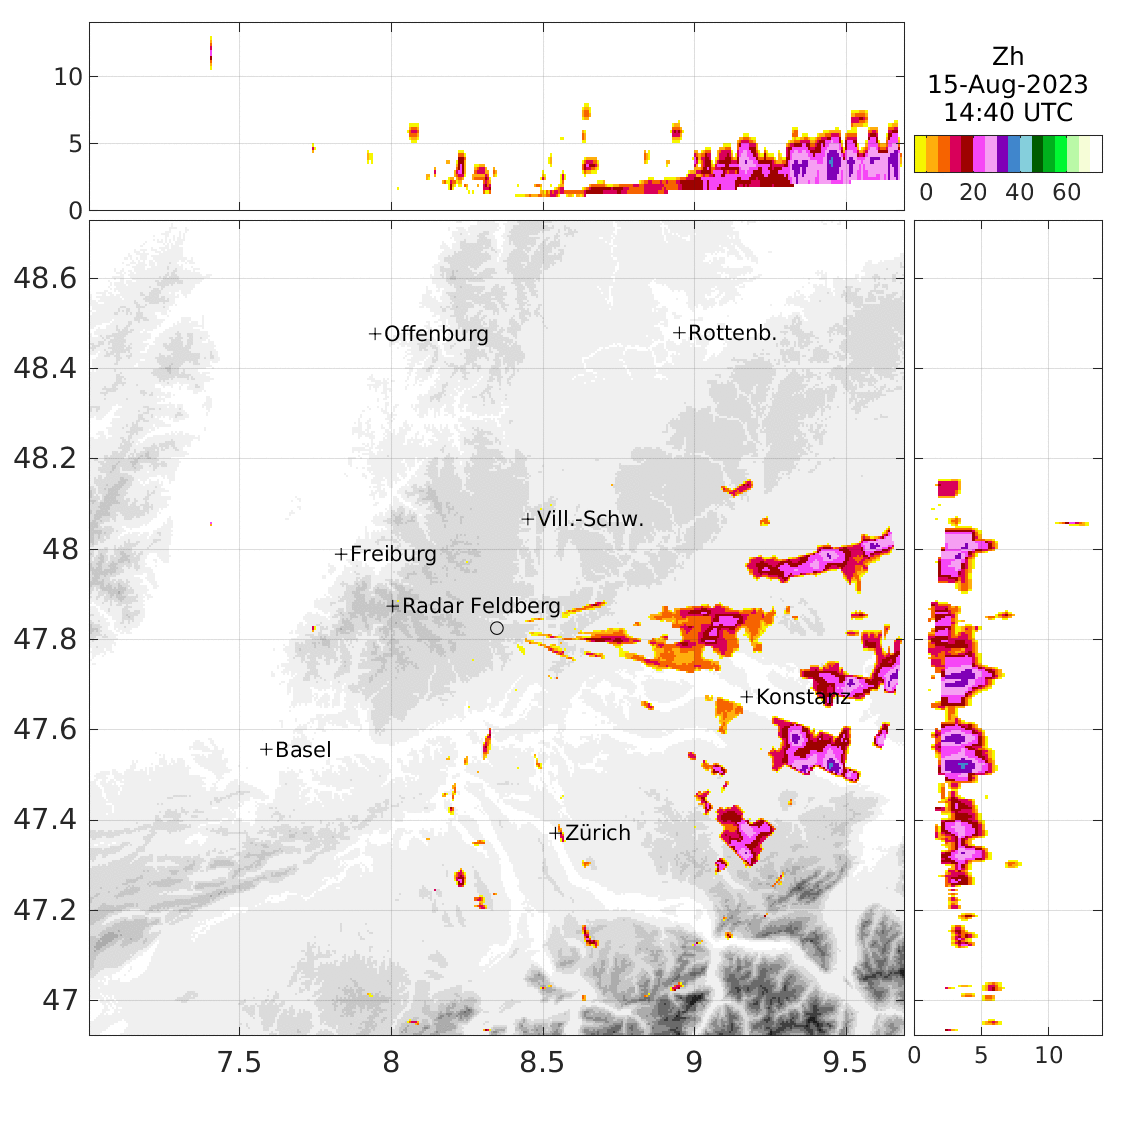 10
5
0
Zh
15-Aug-2023
14:40 UTC
0 20 40 60
48.6
48.4
48.2
48
47.8
47.6
47.4
47.2
47
Offenburg
Rottenb.
Vill.-Schw.
Freiburg
Radar Feldberg
Konstanz
Basel
Zürich
7.5 8 8.5 9 9.5
0 5 10